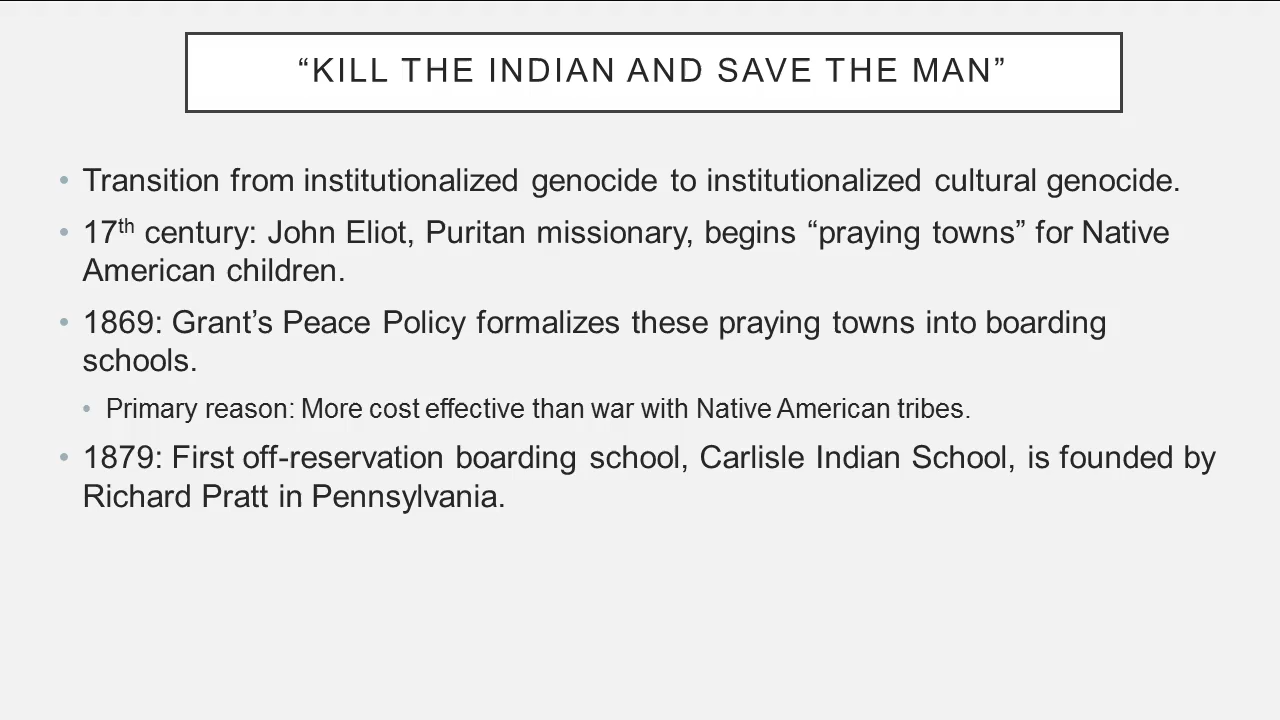 “KILL THE INDIAN AND SAVE THE MAN”
• Transition from institutionalized genocide to institutionalized cultural genocide.
• 17th century: John Eliot, Puritan missionary, begins “praying towns” for Native
American children.
• 1869: Grant’s Peace Policy formalizes these praying towns into boarding
schools.
• Primary reason: More cost effective than war with Native American tribes.
• 1879: First off-reservation boarding school, Carlisle Indian School, is founded by
Richard Pratt in Pennsylvania.